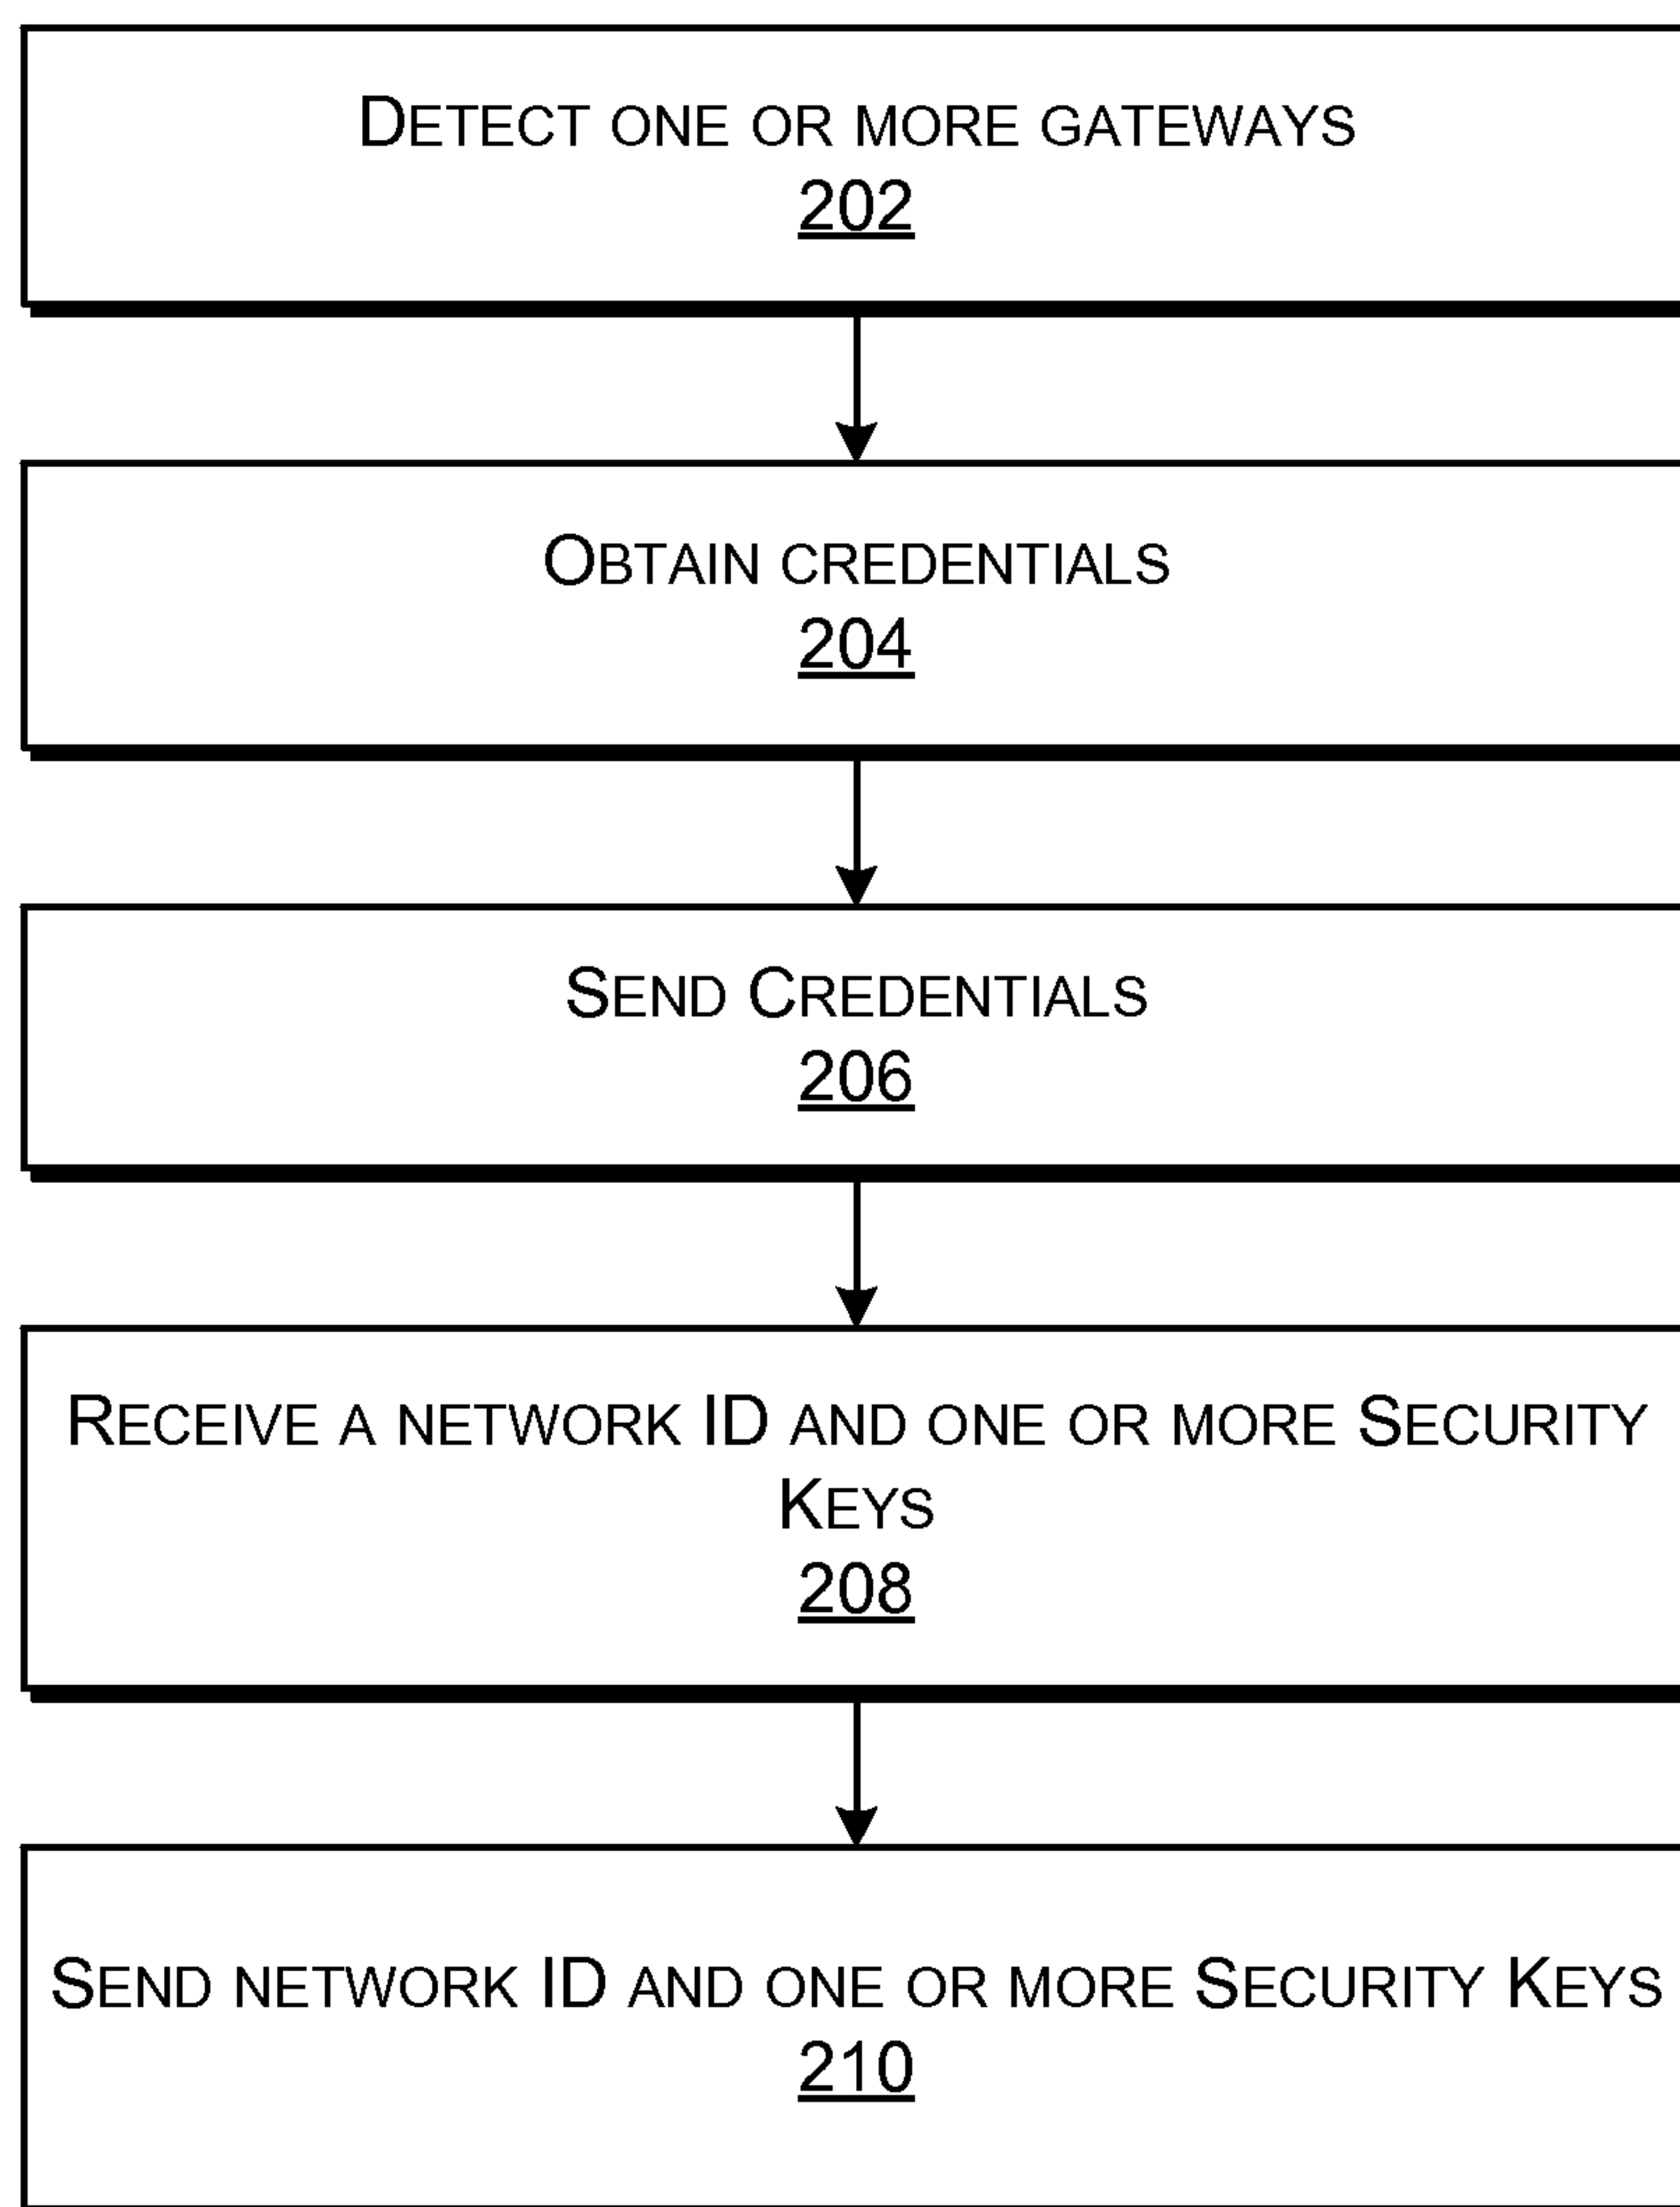 DETECT ONE OR MORE GATEWAYS
202
OBTAIN CREDENTIALS
204
SEND CREDENTIALS
206
RECEIVE A NETWORK ID AND ONE OR MORE SECURITY
KEYS
208
SEND NETWORK ID AND ONE OR MORE SECURITY KEYS
210